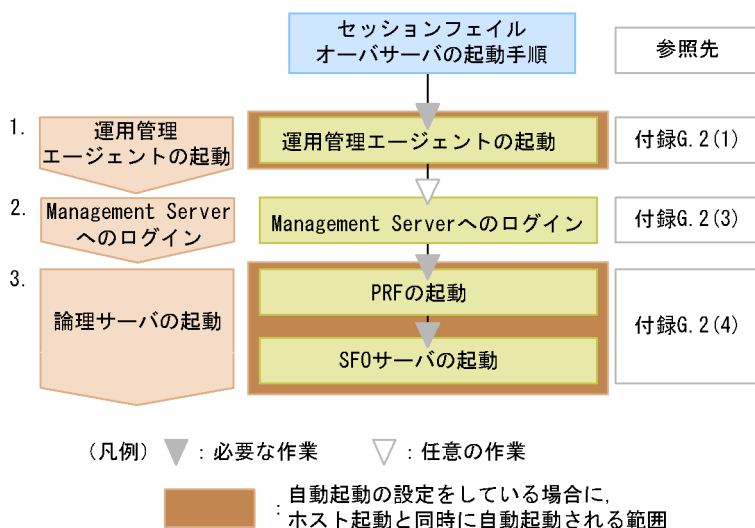 セッションフェイル
オーバサーバの起動手順
参照先
1.
運用管理
エージェントの起動
運用管理エージェントの起動
付録G.2(1)
2.
Management Server
へのログイン
Management Serverへのログイン
付録G.2(3)
3.
論理サーバの起動
PRFの起動
SFOサーバの起動
付録G.2(4)
(凡例) : 必要な作業 : 任意の作業
: 自動起動の設定をしている場合に,
ホスト起動と同時に自動起動される範囲